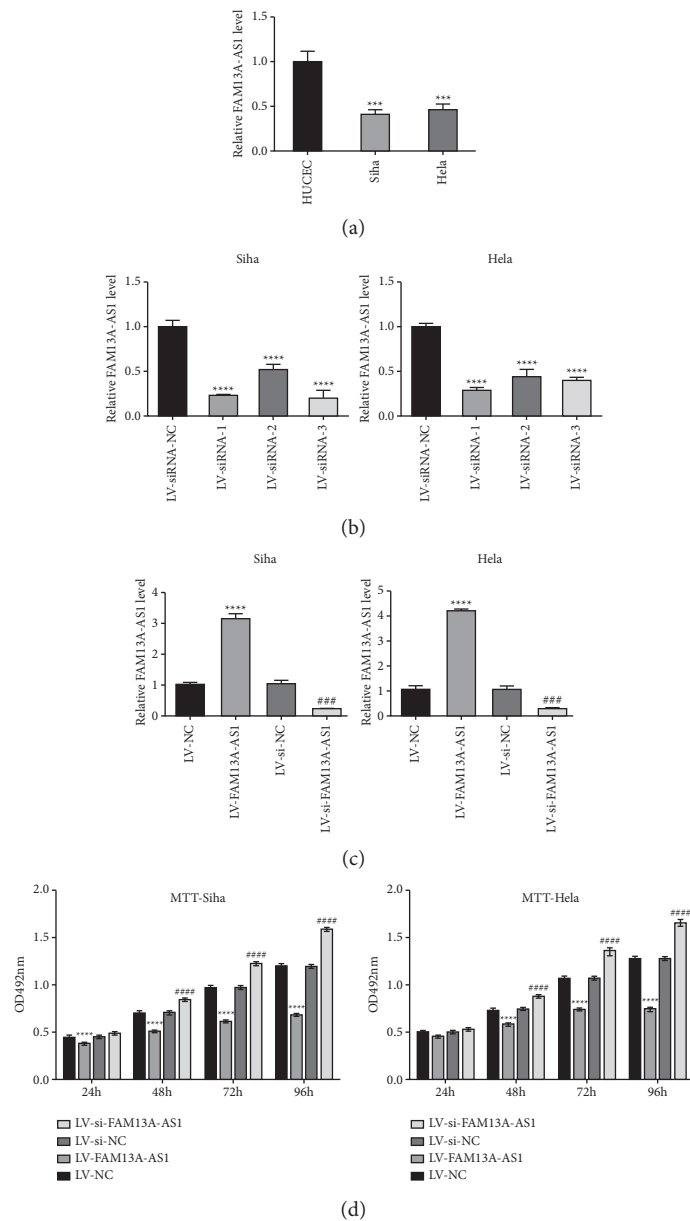 Relative FAM13A-AS1 level
1.5
1.0
0.5
0.0
***
***
HUCEC
Siha
Hela
(a)
Siha
Relative FAM13A-AS1 level
1.5
1.0
0.5
0.0
****
****
****
LV-siRNA-NC
LV-siRNA-1
LV-siRNA-2
LV-siRNA-3
Hela
Relative FAM13A-AS1 level
1.5
1.0
0.5
0.0
****
****
****
LV-siRNA-NC
LV-siRNA-1
LV-siRNA-2
LV-siRNA-3
(b)
Siha
Relative FAM13A-AS1 level
4
3
2
1
0
****
###
LV-NC
LV-FAM13A-AS1
LV-si-NC
LV-si-FAM13A-AS1
Hela
Relative FAM13A-AS1 level
5
4
3
2
1
0
****
###
LV-NC
LV-FAM13A-AS1
LV-si-NC
LV-si-FAM13A-AS1
(c)
MTT-Siha
OD492nm
2.0
1.5
1.0
0.5
0.0
****
****
####
****
####
****
####
24h
48h
72h
96h
LV-si-FAM13A-AS1
LV-si-NC
LV-FAM13A-AS1
LV-NC
MTT-Hela
OD492nm
2.0
1.5
1.0
0.5
0.0
****
####
****
####
****
####
24h
48h
72h
96h
LV-si-FAM13A-AS1
LV-si-NC
LV-FAM13A-AS1
LV-NC
(d)